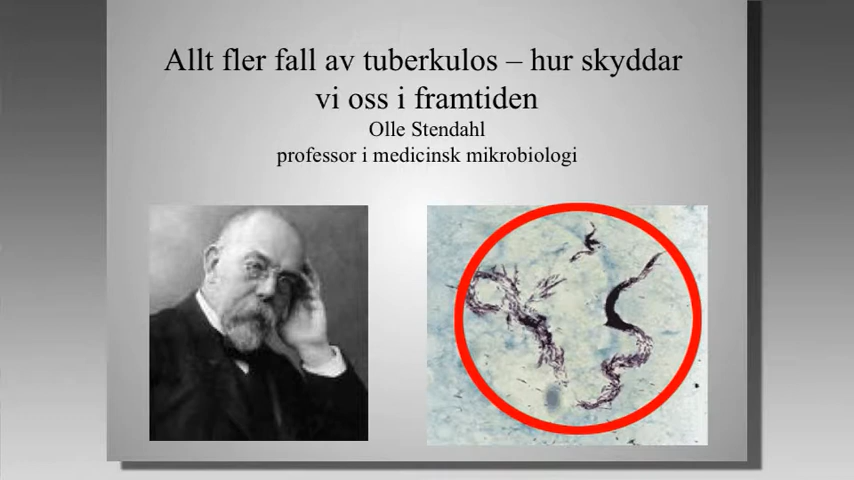 Allt fler fall av tuberkulos – hur skyddar
vi oss i framtiden
Olle Stendahl
professor i medicinsk mikrobiologi